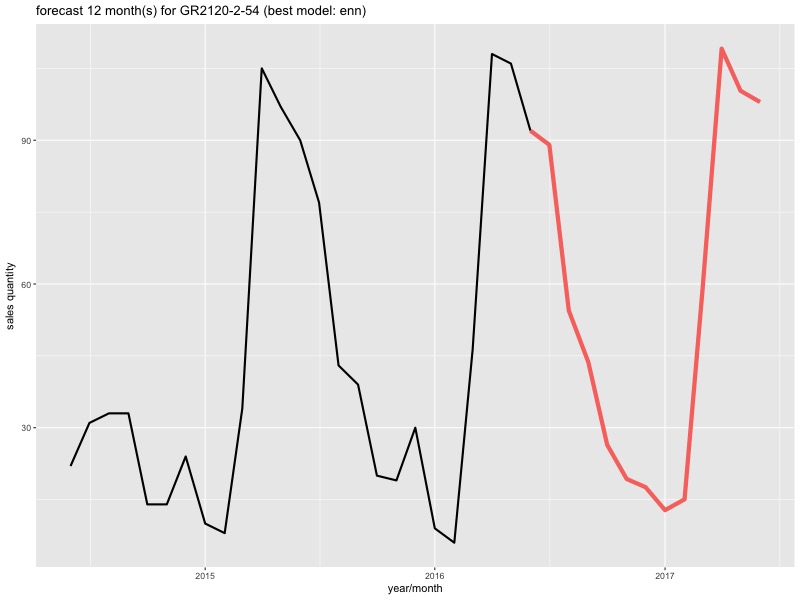 forecast 12 month(s) for GR2120-2-54 (best model: enn)
90
60
30
sales quantity
2015 2016 2017
year/month